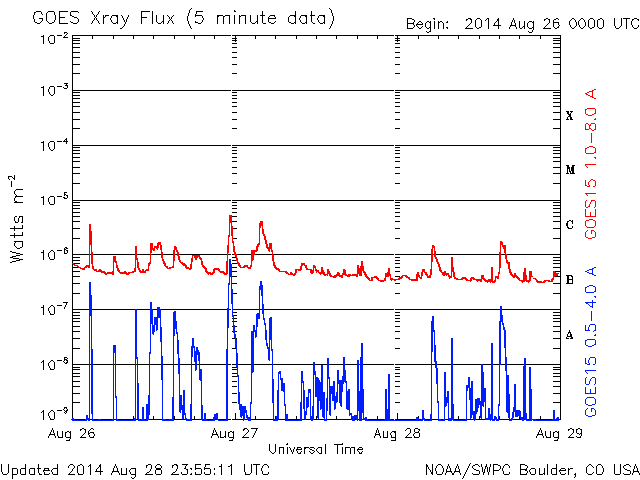 GOES Xray Flux (5 minute data)
Begin: 2014 Aug 26 0000 UTC
10⁻²
10⁻³
10⁻⁴
10⁻⁵
10⁻⁶
10⁻⁷
10⁻⁸
10⁻⁹
Watts m⁻²
X
M
C
B
A
GOES15 1.0-8.0 A
GOES15 0.5-4.0 A
Aug 26
Aug 27
Aug 28
Aug 29
Universal Time
Updated 2014 Aug 28 23:55:11 UTC
NOAA/SWPC Boulder, CO USA